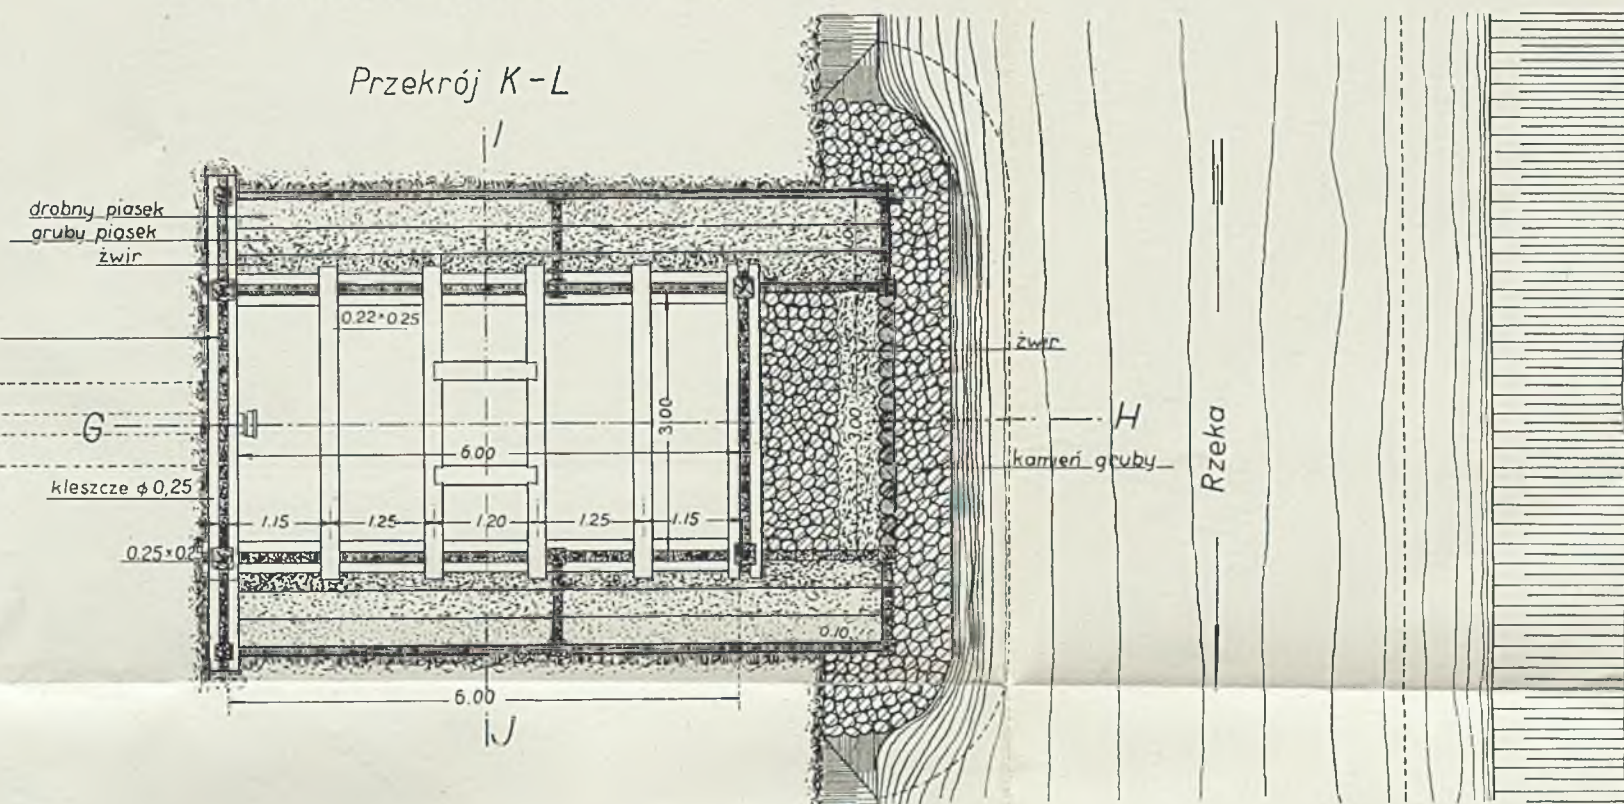 Przekrój K-L
I
drobny piasek
gruby piasek
żwir
0.22×0.25
żwir
3.00
3.00
G
H
6.00
kamień gruby
Rzeka
kleszcze φ 0,25
1.15
1.25
1.20
1.25
1.15
0.25×0.25
0.10
6.00
J